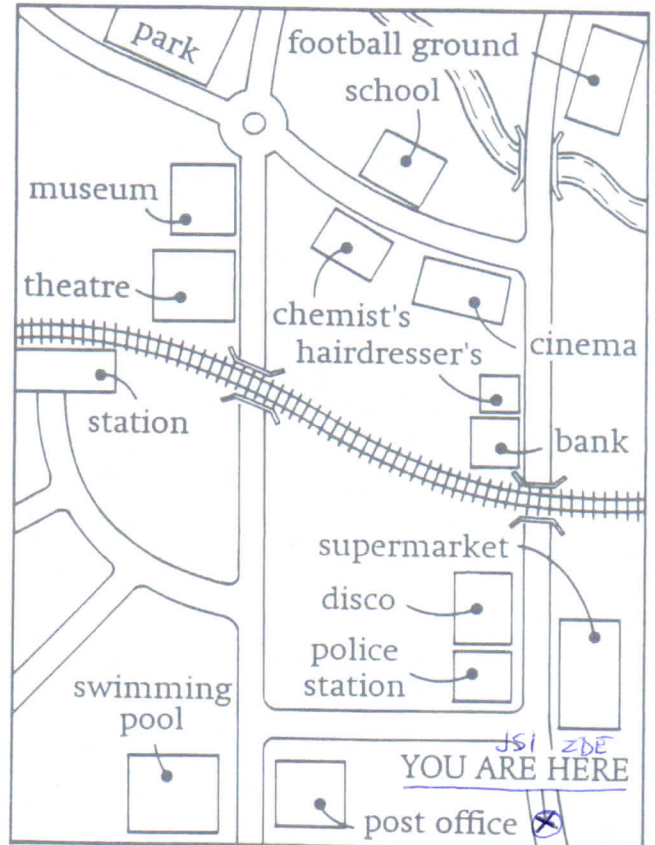 park
football ground
school
museum
theatre
chemist's
hairdresser's
cinema
station
bank
supermarket
disco
police
station
swimming
pool
JSI ZDE
YOU ARE HERE
post office